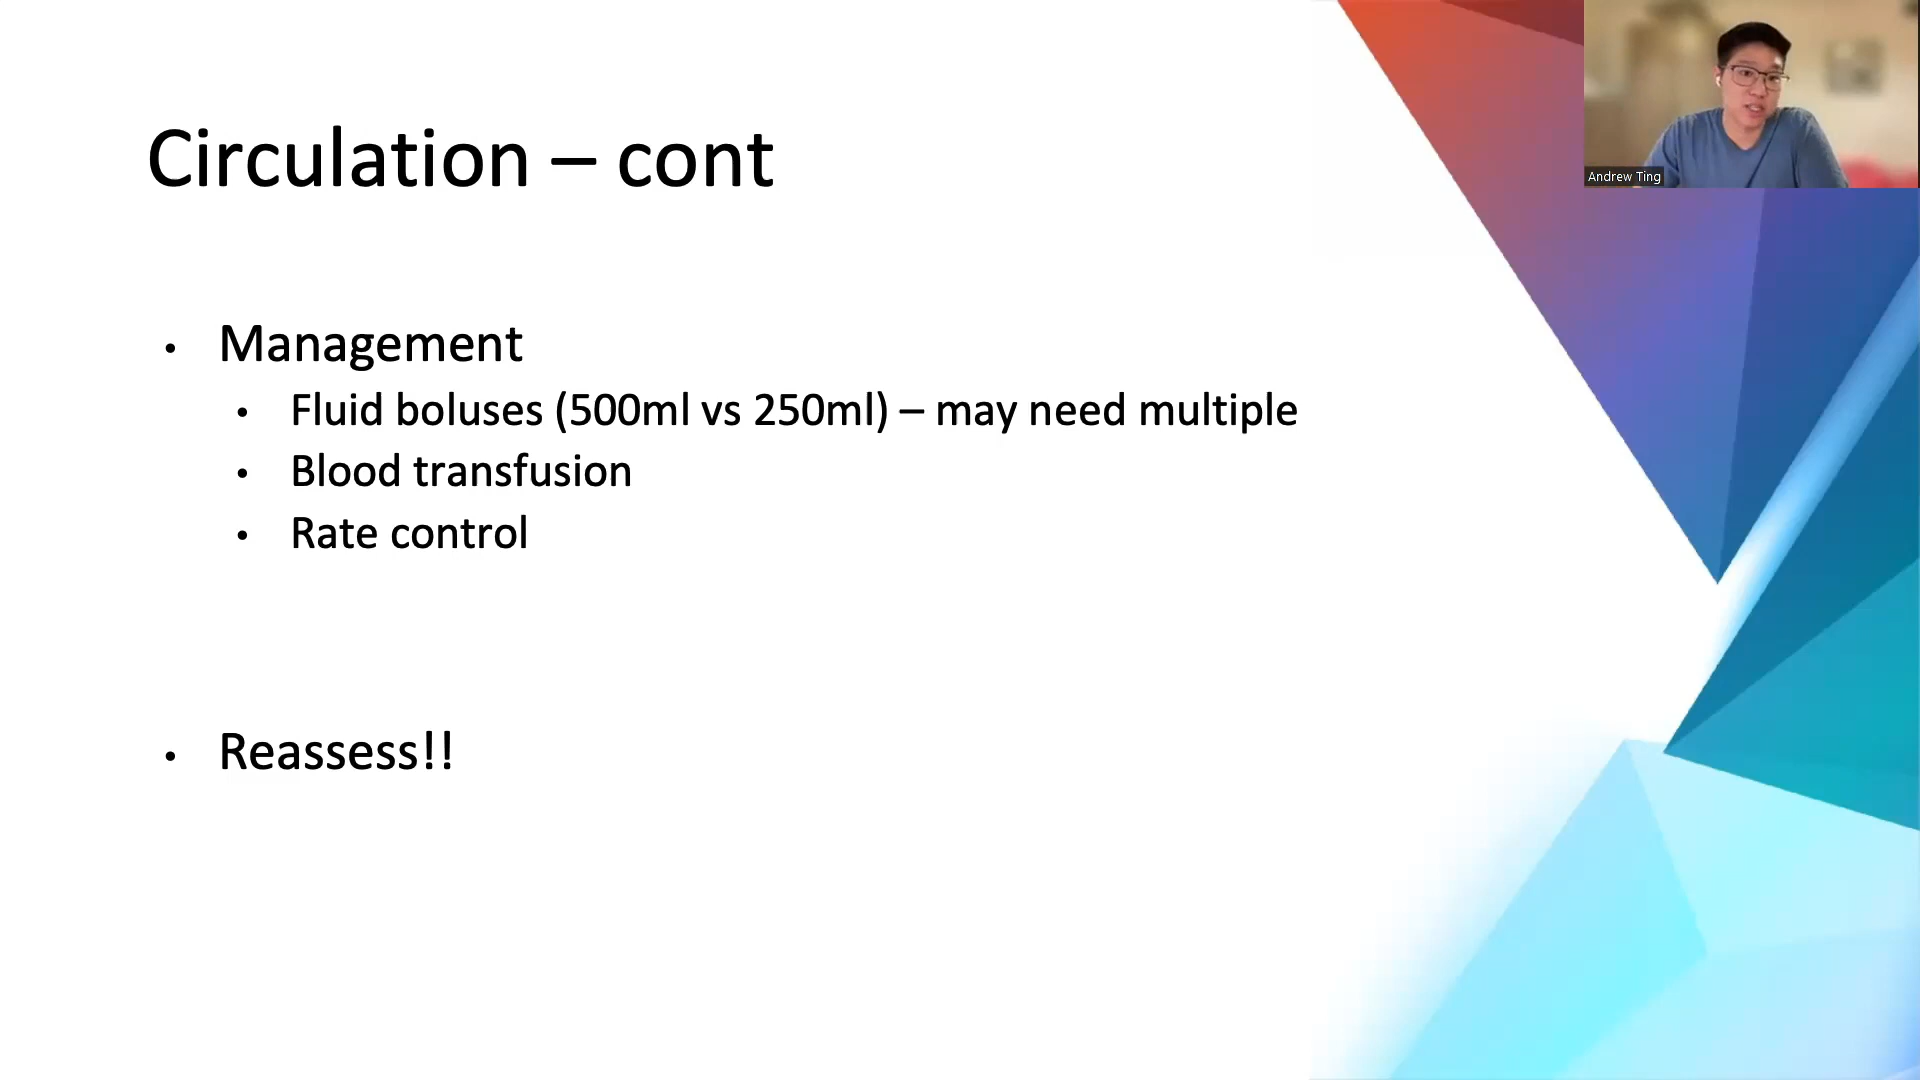 Circulation – cont
• Management
• Fluid boluses (500ml vs 250ml) – may need multiple
• Blood transfusion
• Rate control
• Reassess!!
Andrew Ting